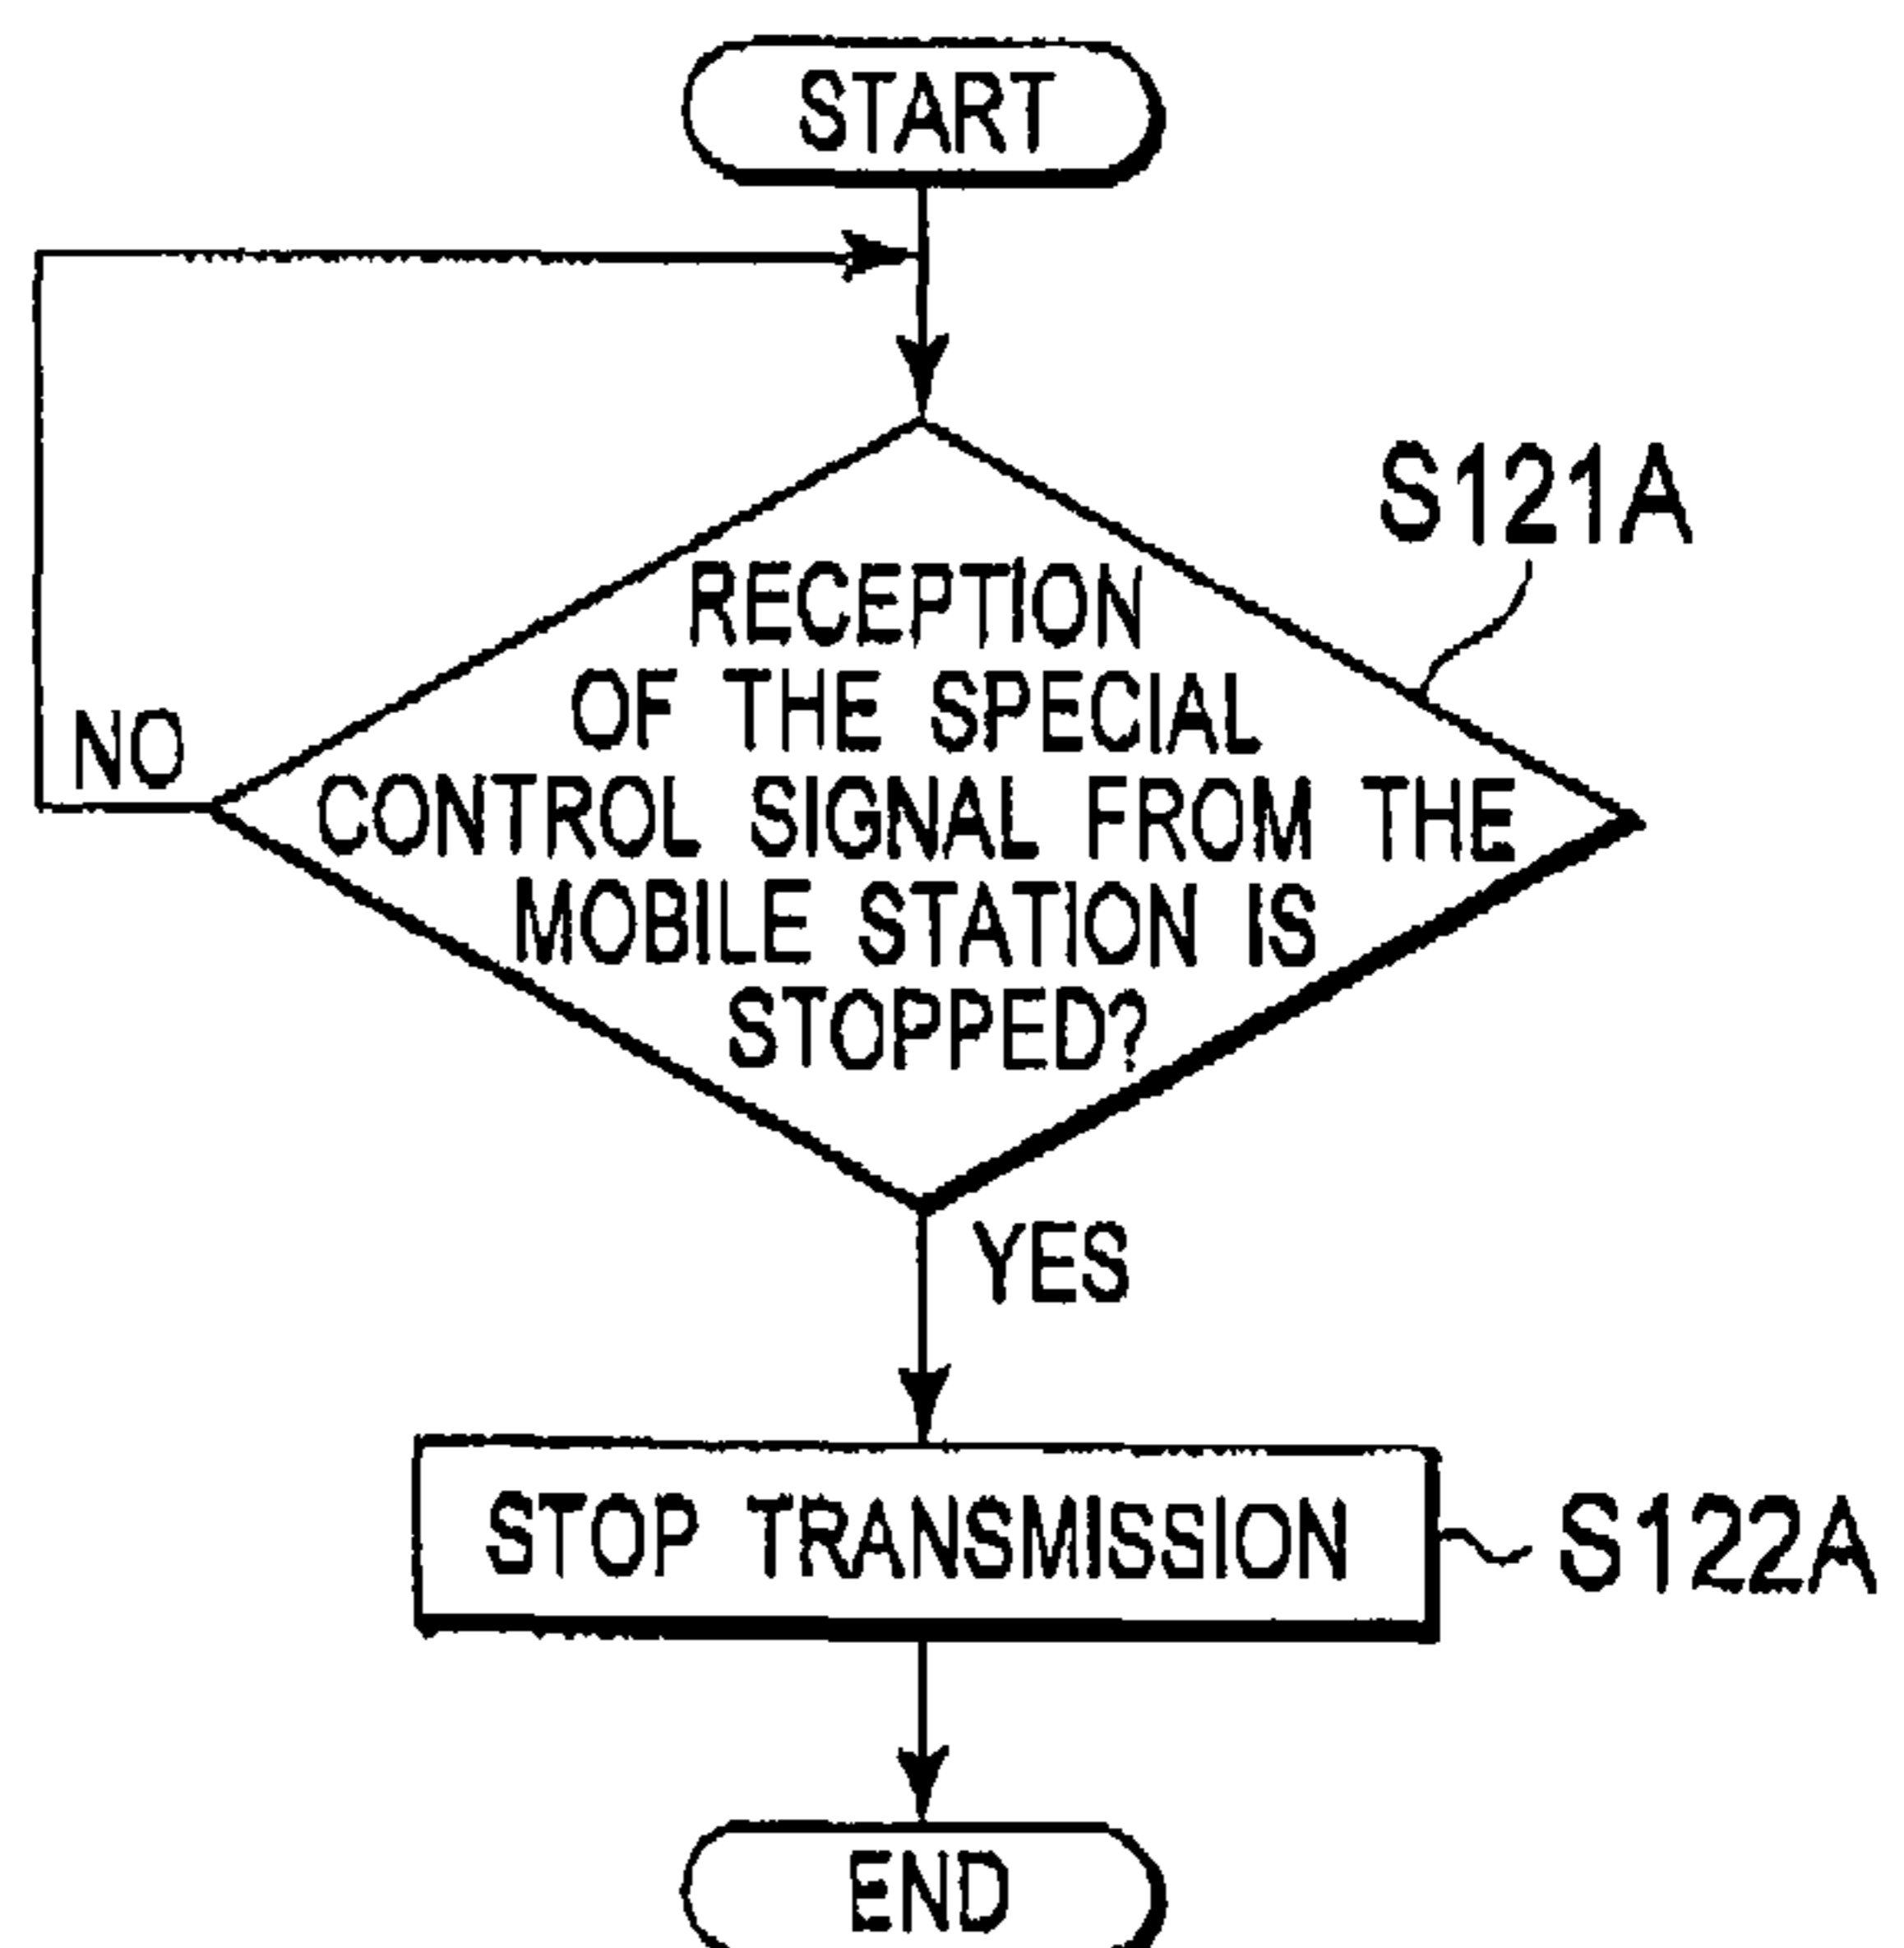 START
S121A
RECEPTION
OF THE SPECIAL
NO
CONTROL SIGNAL FROM THE
MOBILE STATION IS
STOPPED?
YES
STOP TRANSMISSION
S122A
END